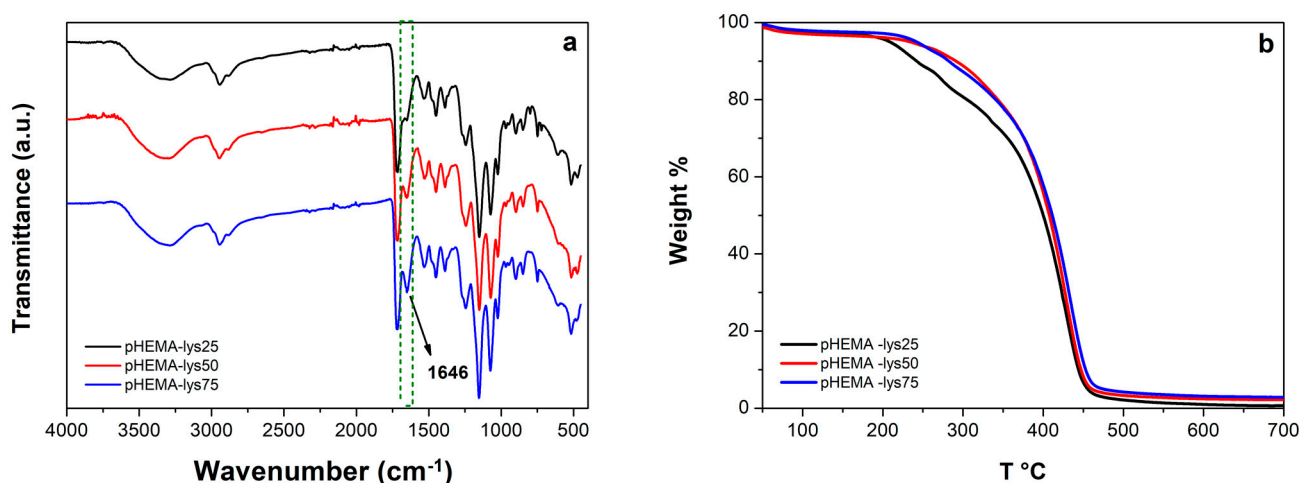 a
Transmittance (a.u.)
pHEMA-lys25
pHEMA-lys50
pHEMA-lys75
1646
4000 3500 3000 2500 2000 1500 1000 500
Wavenumber (cm⁻¹)
b
100
80
60
40
20
0
Weight %
pHEMA -lys25
pHEMA -lys50
pHEMA -lys75
100 200 300 400 500 600 700
T °C